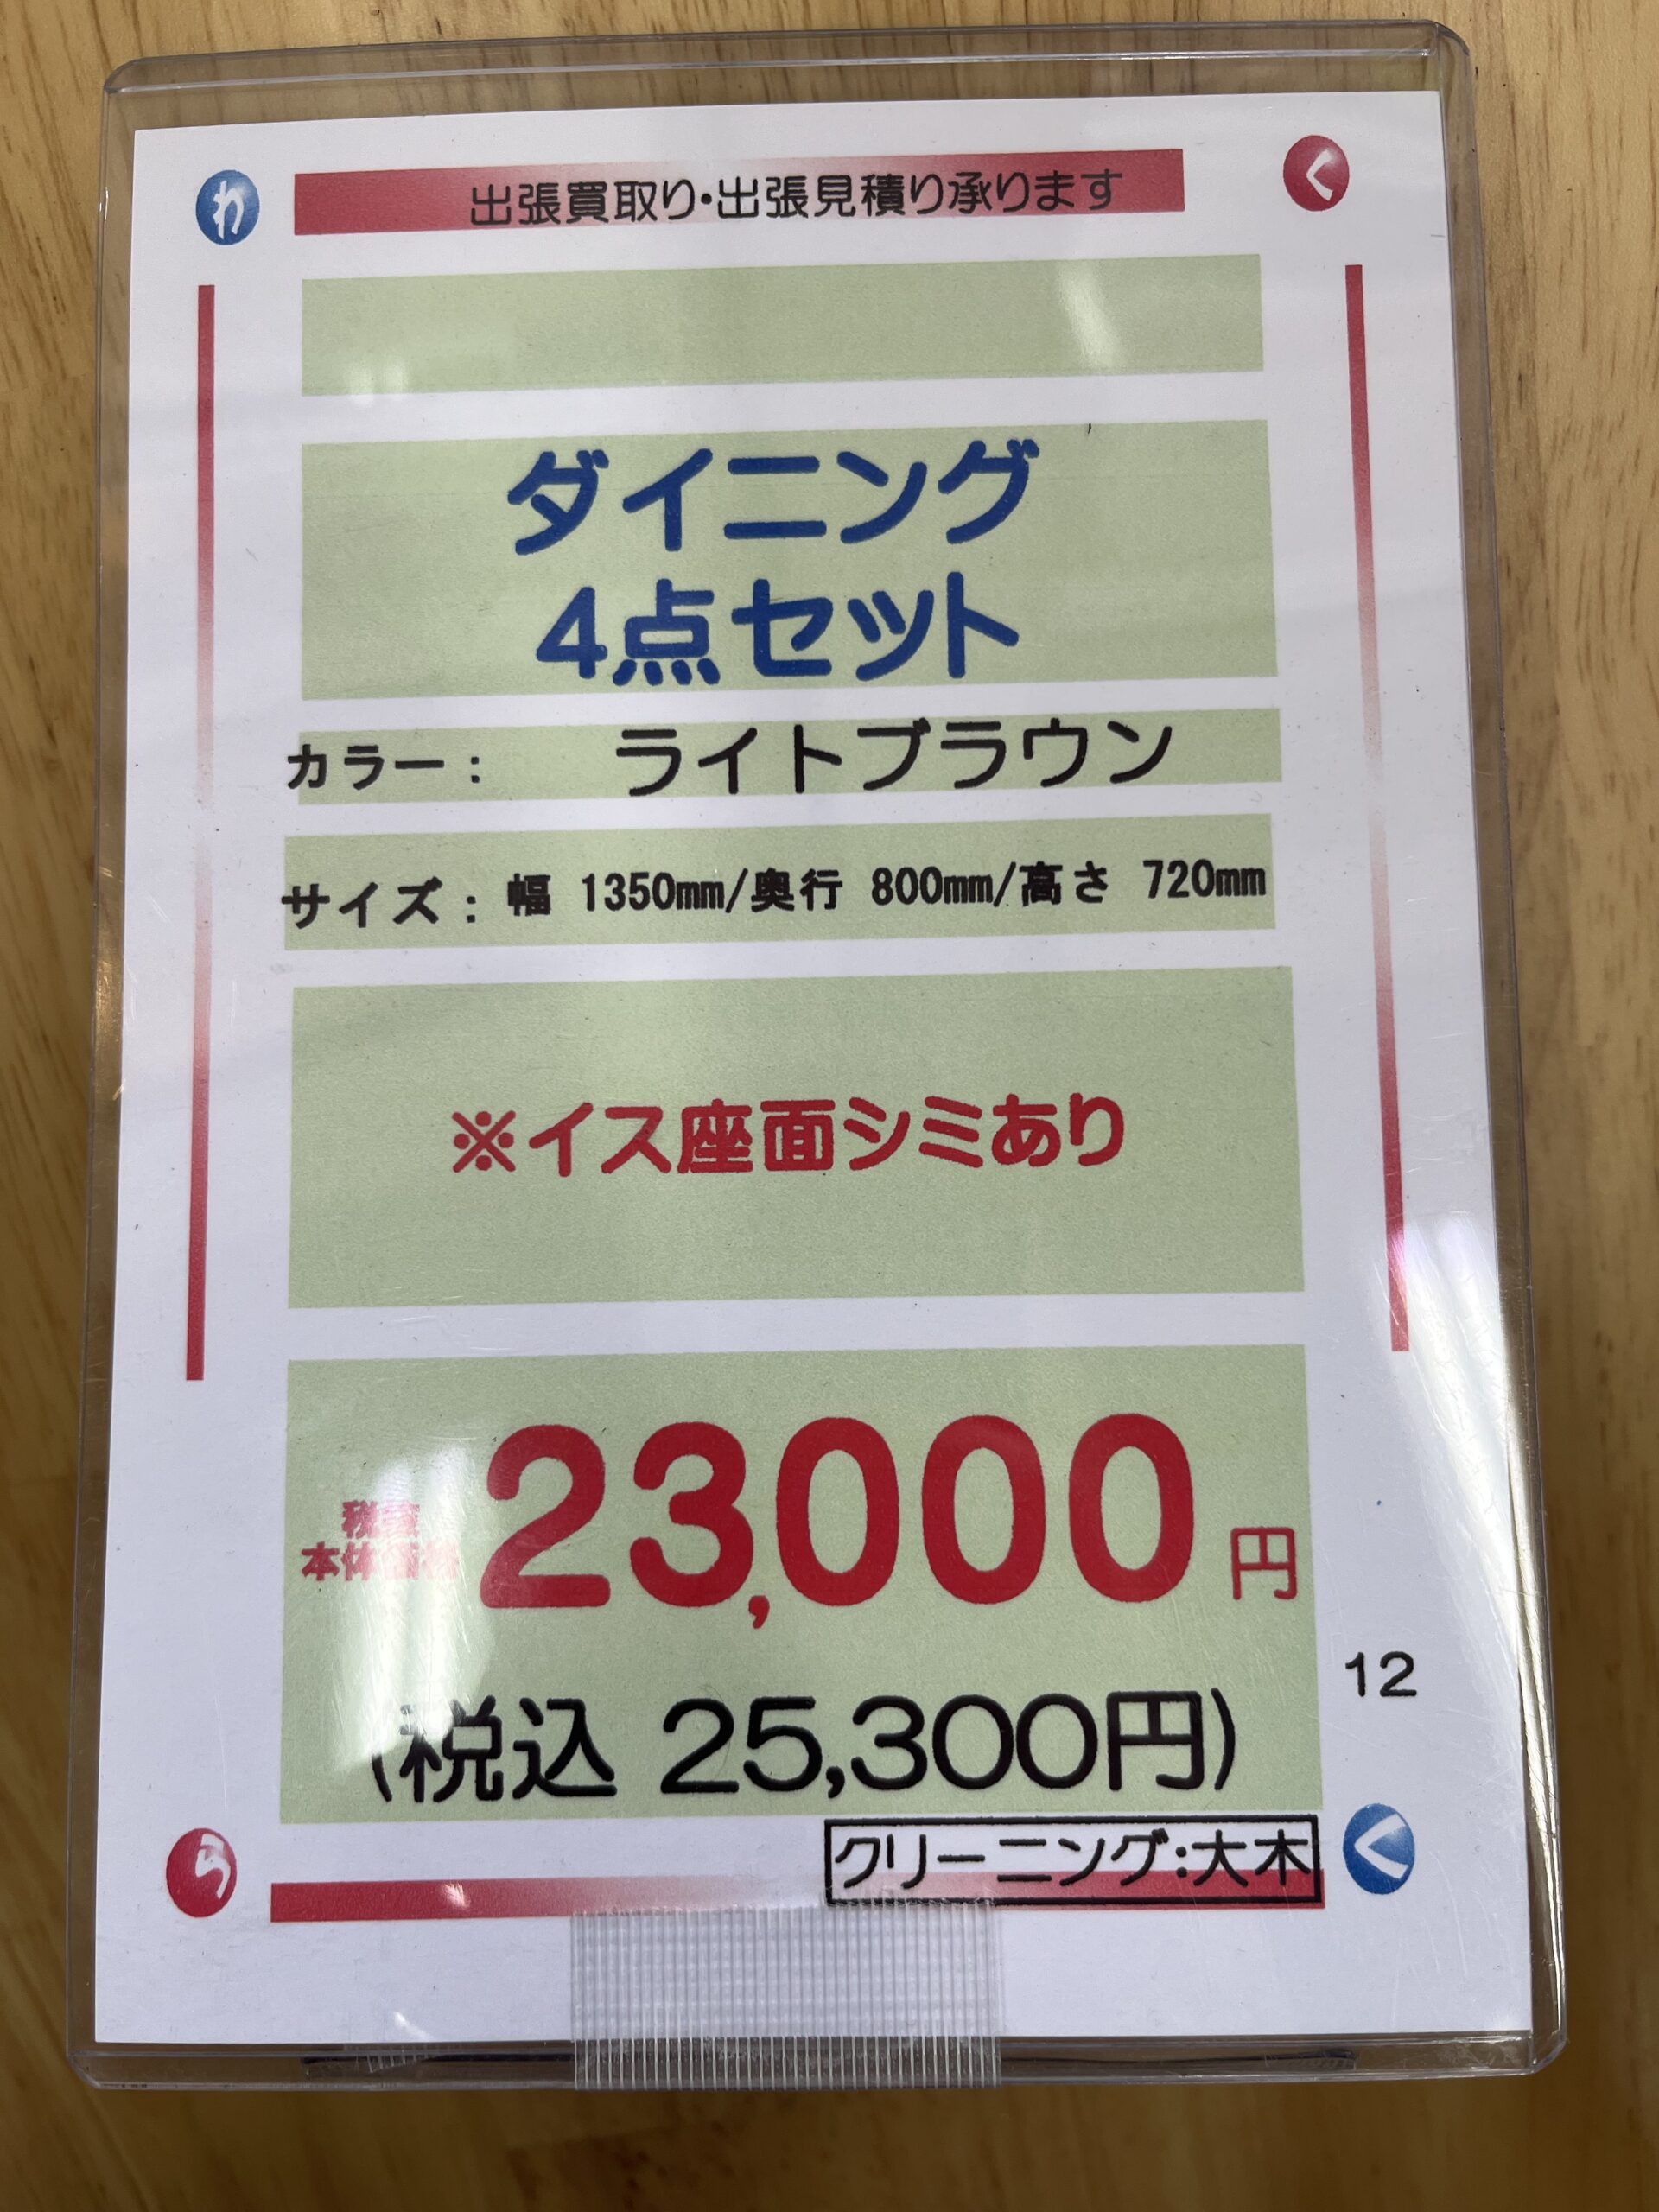 わ
出張買取り・出張見積り承ります
く
ダイニング
4点セット
カラー： ライトブラウン
サイズ： 幅 1350mm/奥行 800mm/高さ 720mm
※イス座面シミあり
税抜
本体価格 23,000円
12
(税込 25,300円)
クリーニング:大木
ら
く